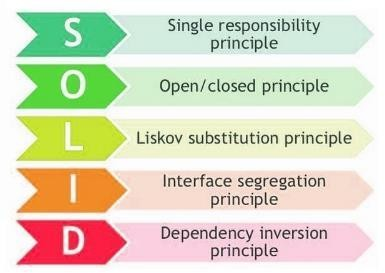 S
Single responsibility
principle
O
Open/closed principle
L
Liskov substitution principle
I
Interface segregation
principle
D
Dependency inversion
principle